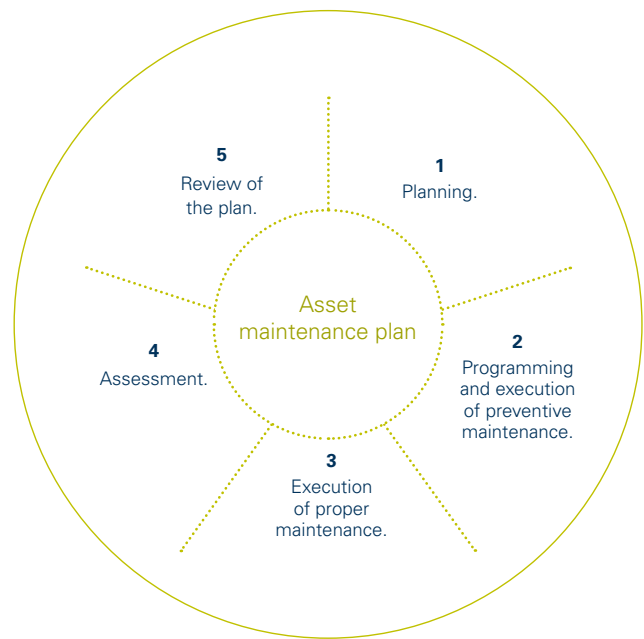 Asset
maintenance plan
1
Planning.
2
Programming
and execution
of preventive
maintenance.
3
Execution
of proper
maintenance.
4
Assessment.
5
Review of
the plan.